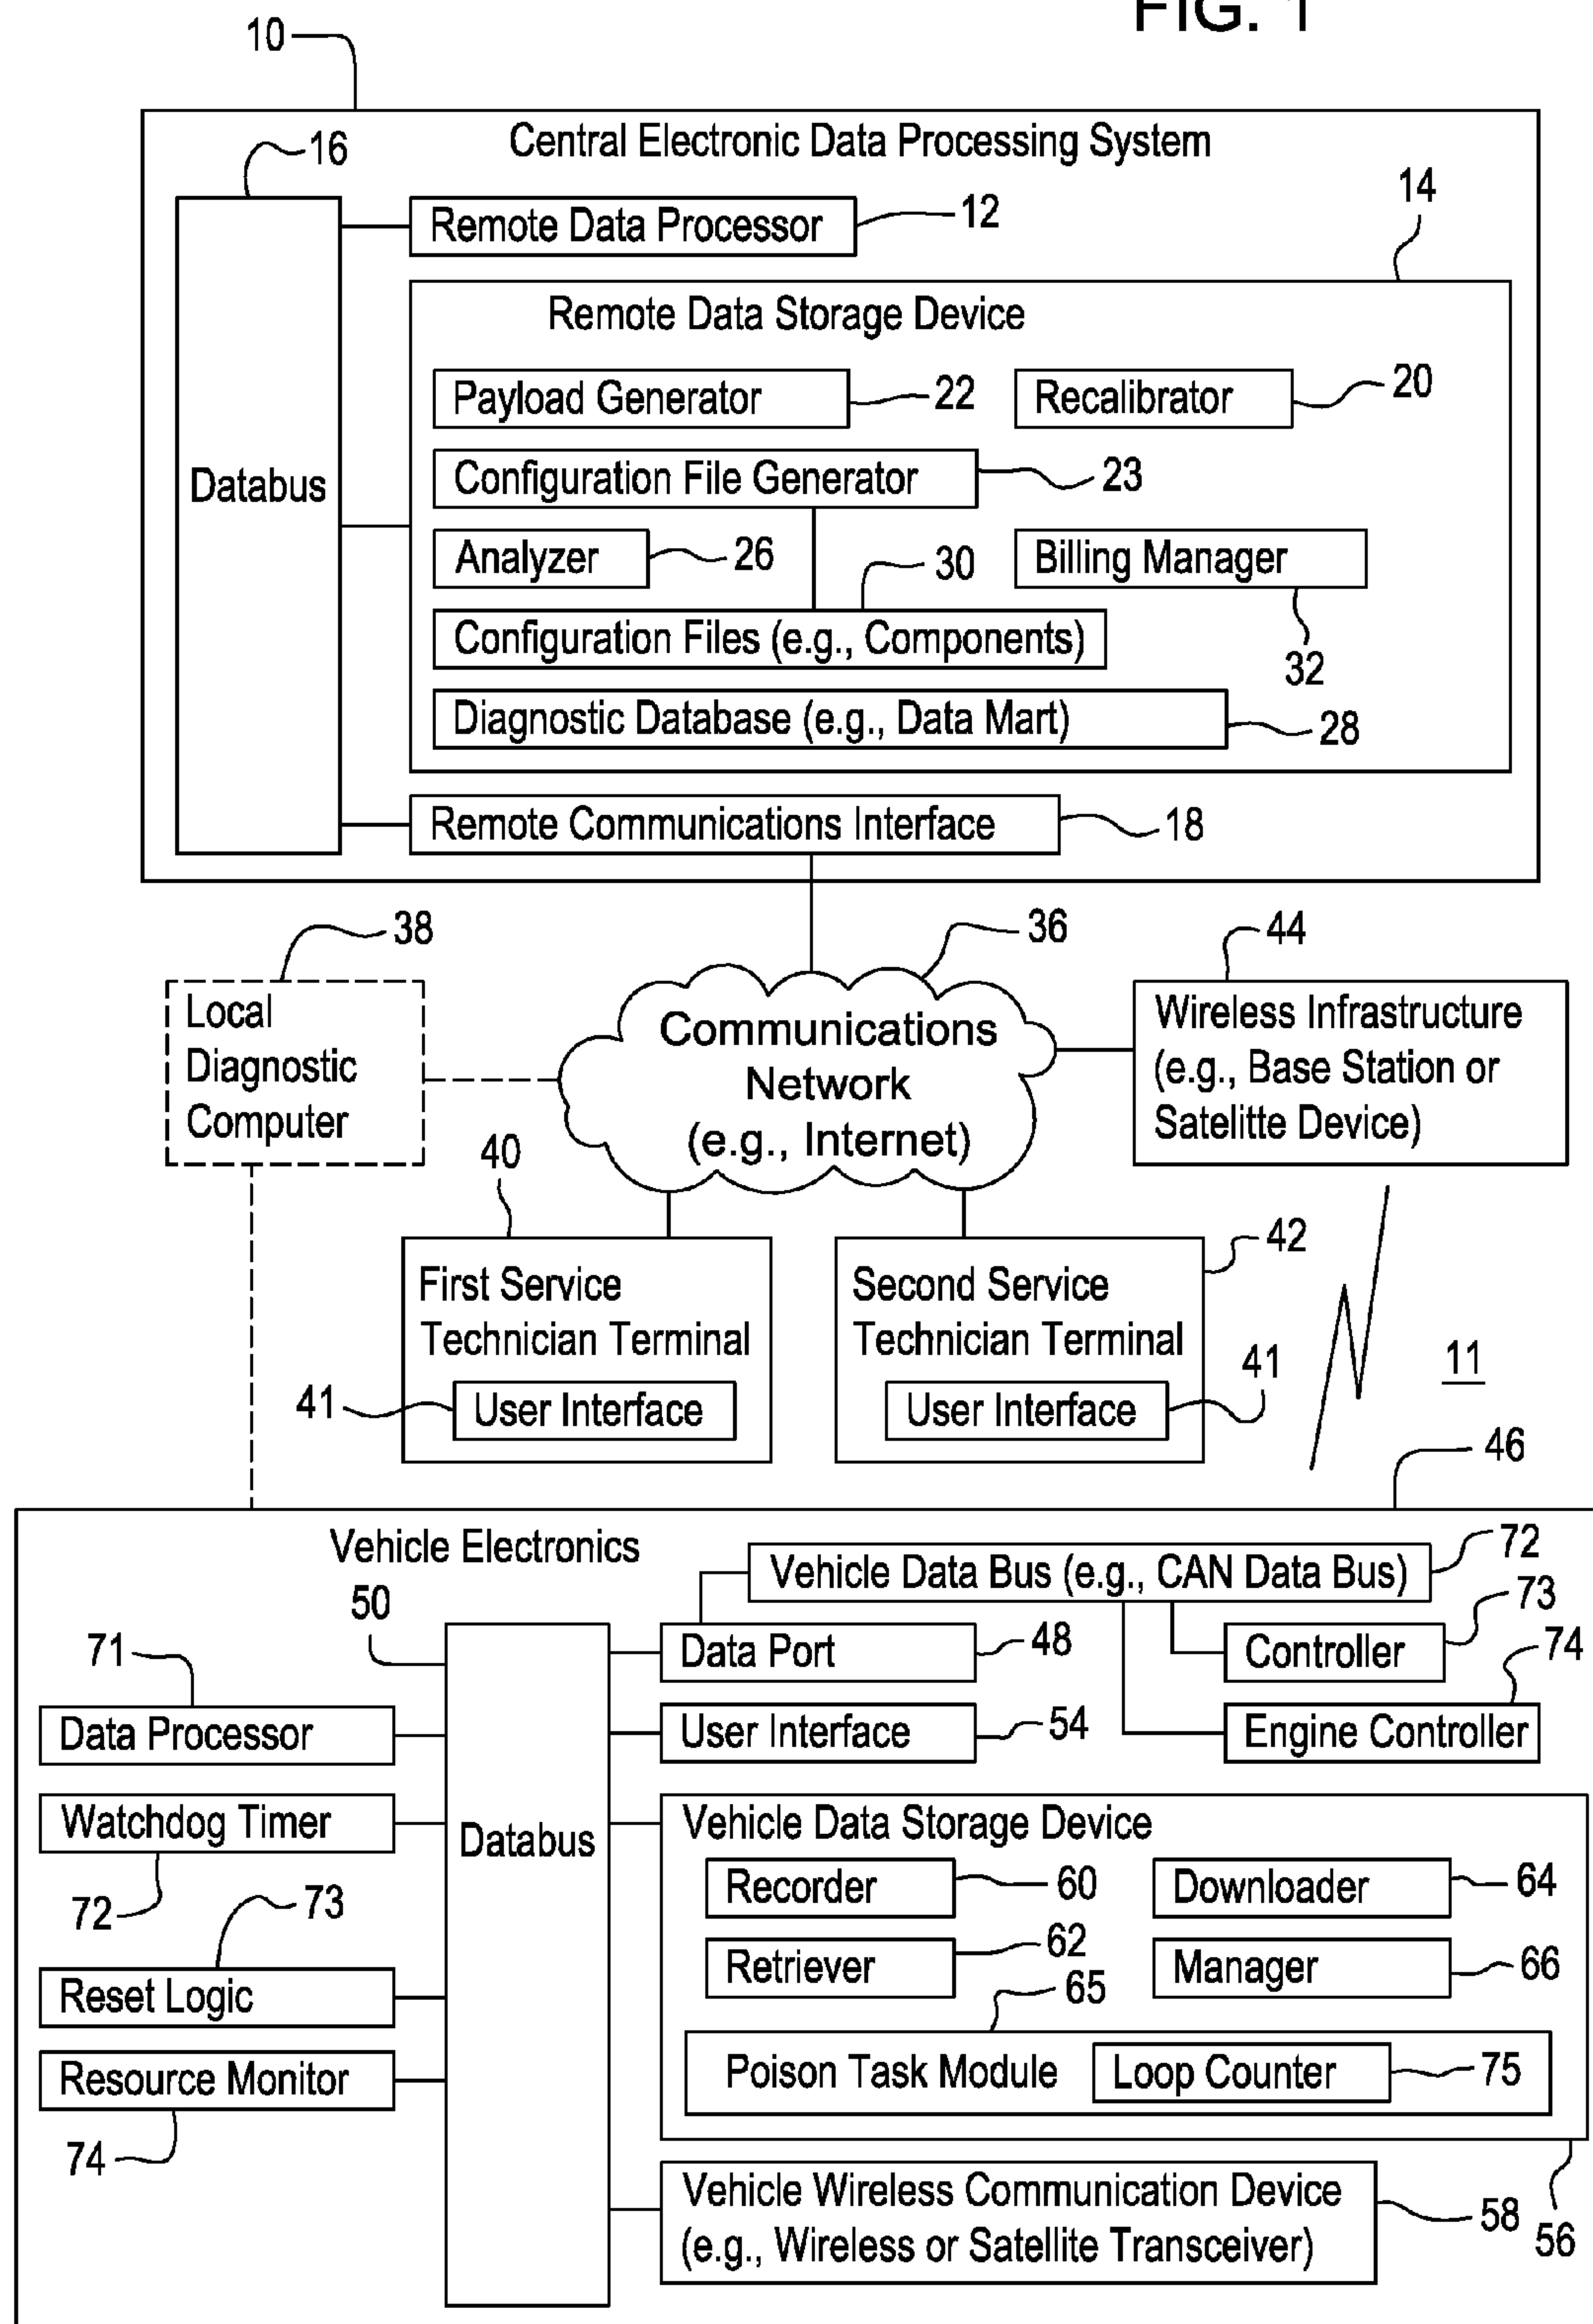 FIG. 1
10
Central Electronic Data Processing System
16
14
Remote Data Processor
12
Remote Data Storage Device
Payload Generator
22
Recalibrator
20
Databus
Configuration File Generator
23
Analyzer
26
30
Billing Manager
Configuration Files (e.g., Components)
32
Diagnostic Database (e.g., Data Mart)
28
Remote Communications Interface
18
38
36
44
Local
Diagnostic
Computer
Communications
Network
(e.g., Internet)
Wireless Infrastructure
(e.g., Base Station or
Satelitte Device)
40
42
First Service
Technician Terminal
41
User Interface
Second Service
Technician Terminal
41
User Interface
11
46
Vehicle Electronics
72
Vehicle Data Bus (e.g., CAN Data Bus)
50
73
71
Data Port
48
Controller
74
Data Processor
User Interface
54
Engine Controller
Watchdog Timer
72
Databus
Vehicle Data Storage Device
Recorder
60
Downloader
64
73
Retriever
62
Manager
66
Reset Logic
65
Resource Monitor
74
Poison Task Module
Loop Counter
75
Vehicle Wireless Communication Device
(e.g., Wireless or Satellite Transceiver)
58
56